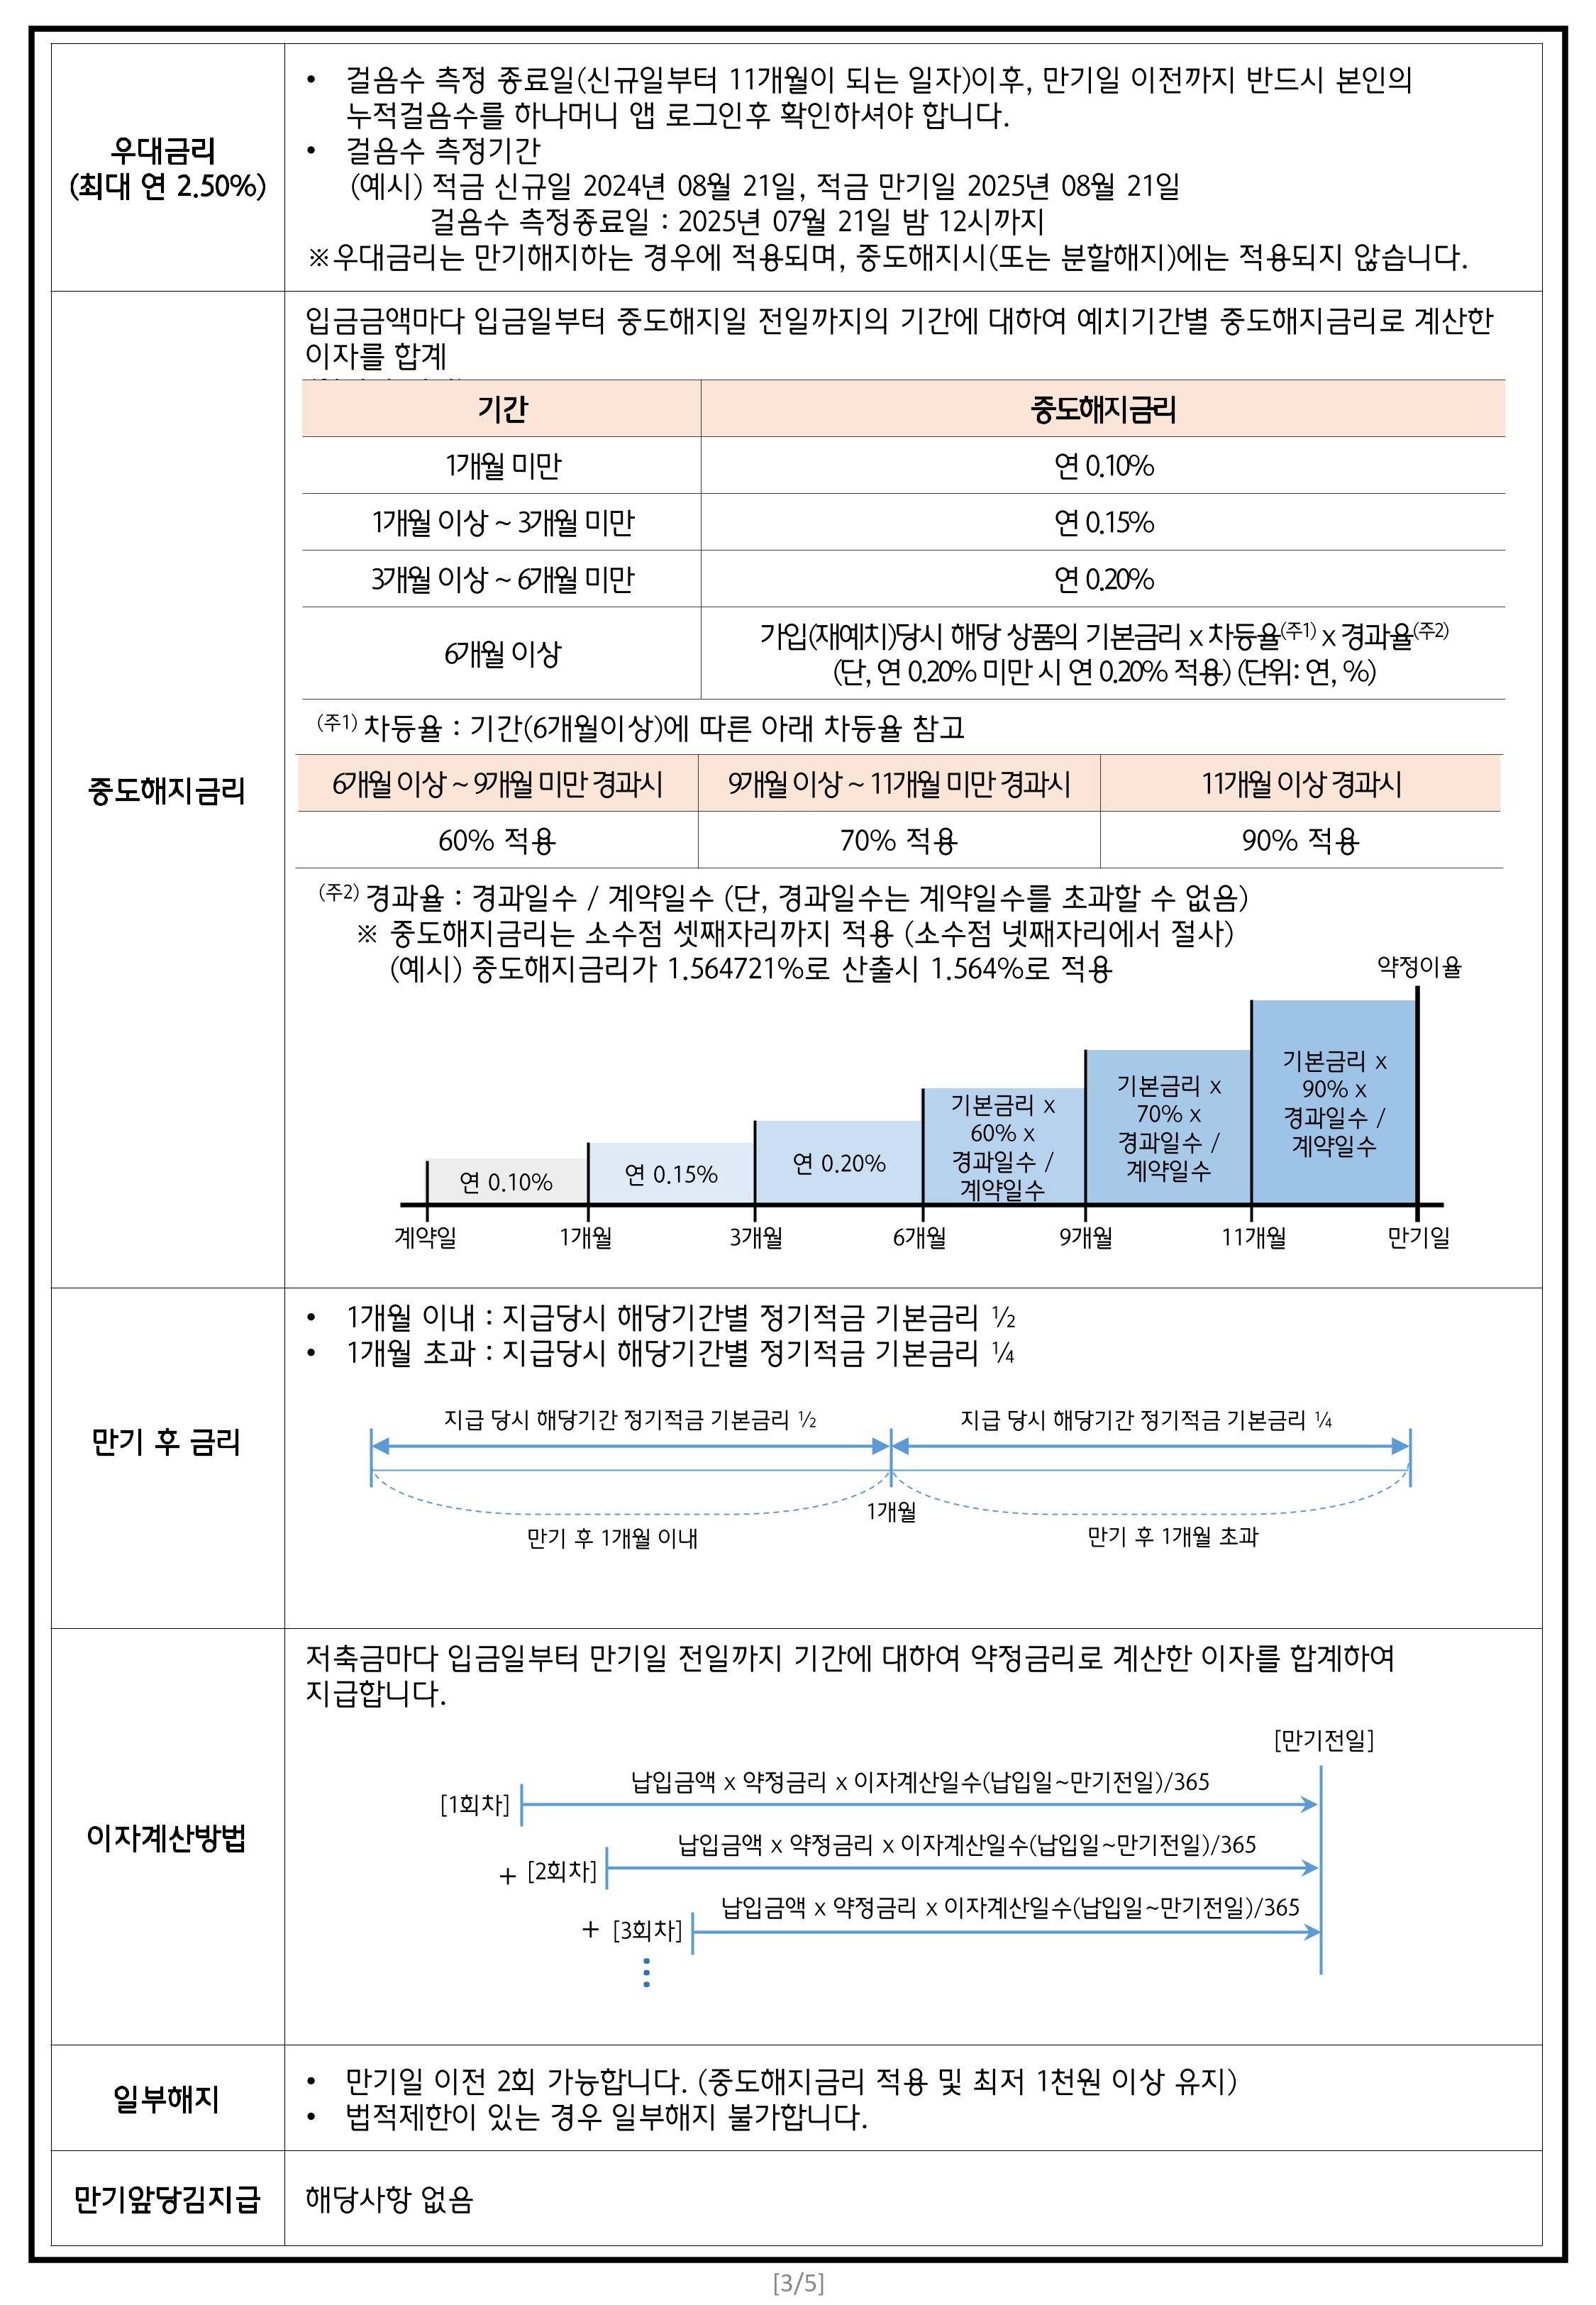 우대금리
(최대 연 2.50%)
• 걸음수 측정 종료일(신규일부터 11개월이 되는 일자)이후, 만기일 이전까지 반드시 본인의
누적걸음수를 하나머니 앱 로그인후 확인하셔야 합니다.
• 걸음수 측정기간
(예시) 적금 신규일 2024년 08월 21일, 적금 만기일 2025년 08월 21일
걸음수 측정종료일 : 2025년 07월 21일 밤 12시까지
※우대금리는 만기해지하는 경우에 적용되며, 중도해지시(또는 분할해지)에는 적용되지 않습니다.
중도해지금리
입금금액마다 입금일부터 중도해지일 전일까지의 기간에 대하여 예치기간별 중도해지금리로 계산한
이자를 합계
기간 중도해지금리
1개월 미만 연 0.10%
1개월 이상 ~ 3개월 미만 연 0.15%
3개월 이상 ~ 6개월 미만 연 0.20%
6개월 이상 가입(재예치)당시 해당 상품의 기본금리 x 차등율(주1) x 경과율(주2)
(단, 연 0.20% 미만 시 연 0.20% 적용) (단위: 연, %)
(주1) 차등율 : 기간(6개월이상)에 따른 아래 차등율 참고
6개월 이상 ~ 9개월 미만 경과시 9개월 이상 ~ 11개월 미만 경과시 11개월 이상 경과시
60% 적용 70% 적용 90% 적용
(주2) 경과율 : 경과일수 / 계약일수 (단, 경과일수는 계약일수를 초과할 수 없음)
※ 중도해지금리는 소수점 셋째자리까지 적용 (소수점 넷째자리에서 절사)
(예시) 중도해지금리가 1.564721%로 산출시 1.564%로 적용
약정이율
연 0.10%
연 0.15%
연 0.20%
기본금리 x
60% x
경과일수 /
계약일수
기본금리 x
70% x
경과일수 /
계약일수
기본금리 x
90% x
경과일수 /
계약일수
계약일 1개월 3개월 6개월 9개월 11개월 만기일
만기 후 금리
• 1개월 이내 : 지급당시 해당기간별 정기적금 기본금리 ½
• 1개월 초과 : 지급당시 해당기간별 정기적금 기본금리 ¼
지급 당시 해당기간 정기적금 기본금리 ½ 지급 당시 해당기간 정기적금 기본금리 ¼
1개월
만기 후 1개월 이내 만기 후 1개월 초과
이자계산방법
저축금마다 입금일부터 만기일 전일까지 기간에 대하여 약정금리로 계산한 이자를 합계하여
지급합니다.
[만기전일]
납입금액 x 약정금리 x 이자계산일수(납입일~만기전일)/365
[1회차]
납입금액 x 약정금리 x 이자계산일수(납입일~만기전일)/365
+ [2회차]
납입금액 x 약정금리 x 이자계산일수(납입일~만기전일)/365
+ [3회차]
일부해지
• 만기일 이전 2회 가능합니다. (중도해지금리 적용 및 최저 1천원 이상 유지)
• 법적제한이 있는 경우 일부해지 불가합니다.
만기앞당김지급 해당사항 없음
[3/5]